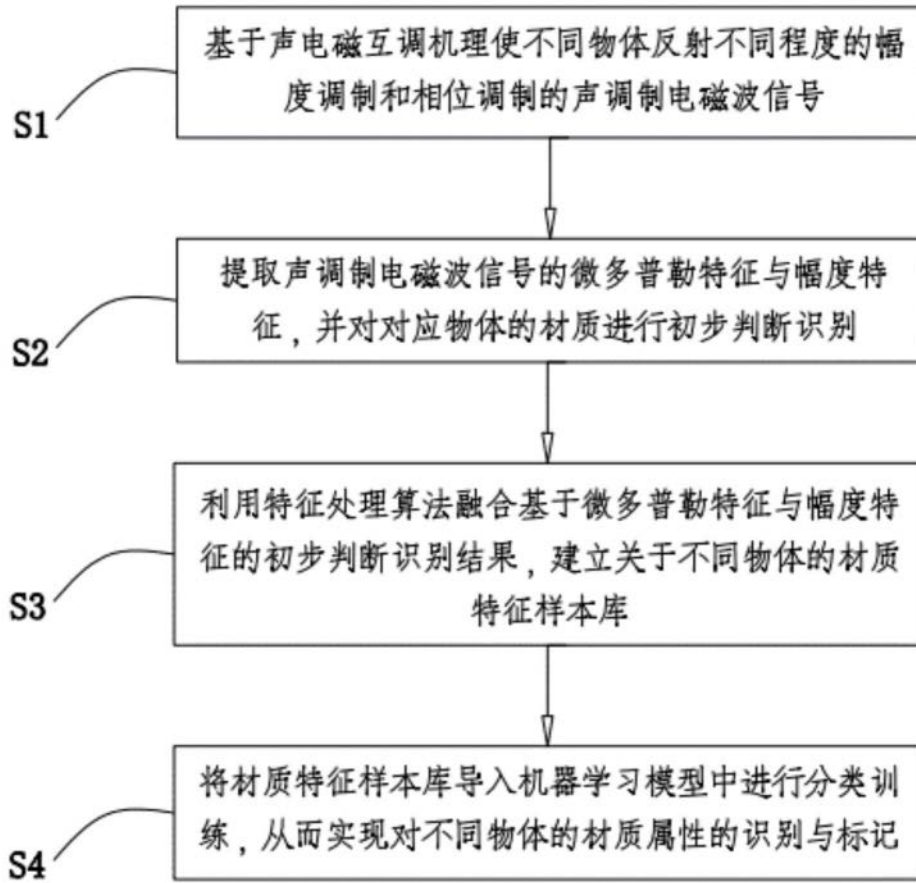 基于声电磁互调机理使不同物体反射不同程度的幅
度调制和相位调制的声调制电磁波信号
S1
提取声调制电磁波信号的微多普勒特征与幅度特
征，并对对应物体的材质进行初步判断识别
S2
利用特征处理算法融合基于微多普勒特征与幅度特
征的初步判断识别结果，建立关于不同物体的材质
特征样本库
S3
将材质特征样本库导入机器学习模型中进行分类训
练，从而实现对不同物体的材质属性的识别与标记
S4